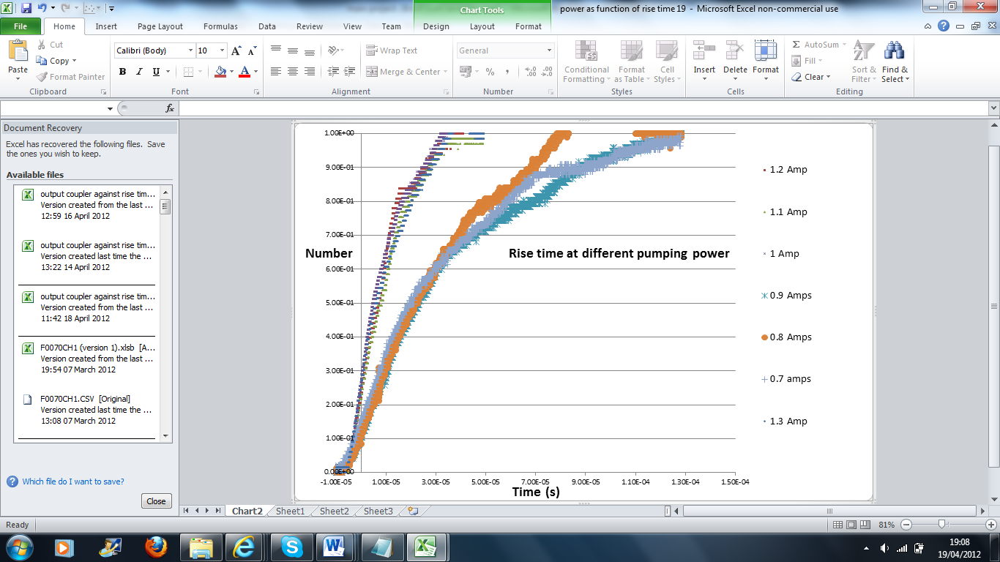 Chart Tools
power as function of rise time 19 - Microsoft Excel non-commercial use
File Home Insert Page Layout Formulas Data Review View Team Design Layout Format
Paste
Cut
Copy
Format Painter
Clipboard
Calibri (Body) 10
B I U
Font
Wrap Text
Merge & Center
Alignment
General
% ,
Number
Conditional Formatting
Format as Table
Cell Styles
Styles
Insert
Delete
Format
Cells
AutoSum
Fill
Clear
Sort & Filter
Find & Select
Editing
fx
Document Recovery
Excel has recovered the following files. Save
the ones you wish to keep.
Available files
output coupler against rise tim...
Version created from the last ...
12:59 16 April 2012
output coupler against rise tim...
Version created last time the ...
13:22 14 April 2012
output coupler against rise tim...
Version created from the last ...
11:42 18 April 2012
F0070CH1 (version 1).xlsb [A...
Version created from the last ...
19:54 07 March 2012
F0070CH1.CSV [Original]
Version created last time the ...
13:08 07 March 2012
Which file do I want to save?
Close
1.00E+00
9.00E-01
8.00E-01
7.00E-01
Number
6.00E-01
5.00E-01
4.00E-01
3.00E-01
2.00E-01
1.00E-01
0.00E+00
Rise time at different pumping power
-1.00E-05 1.00E-05 3.00E-05 5.00E-05 7.00E-05 9.00E-05 1.10E-04 1.30E-04 1.50E-04
Time (s)
1.2 Amp
1.1 Amp
1 Amp
0.9 Amps
0.8 Amps
0.7 amps
1.3 Amp
Chart2 Sheet1 Sheet2 Sheet3
Ready
81%
19:08
19/04/2012